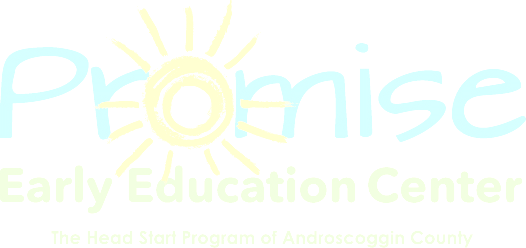 Promise
Early Education Center
The Head Start Program of Androscoggin County